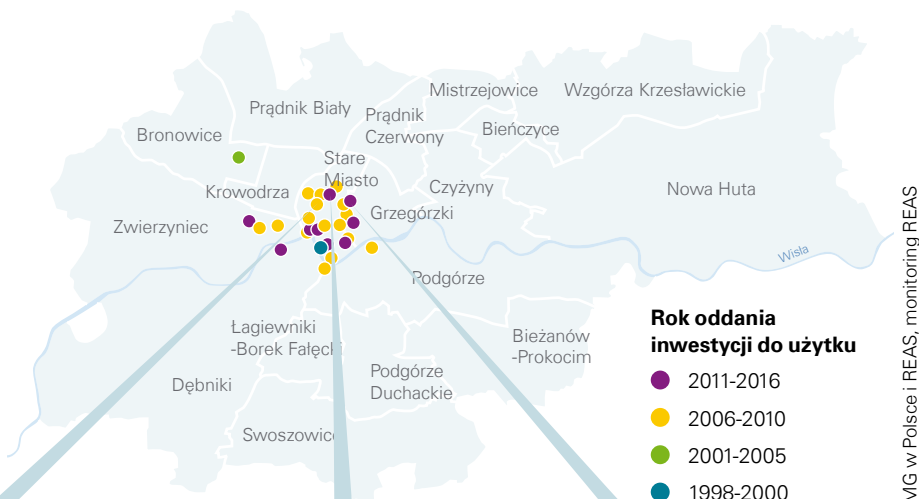 Mistrzejowice
Wzgórza Krzesławickie
Prądnik Biały
Prądnik
Czerwony
Bieńczyce
Bronowice
Stare
Miasto
Krowodrza
Czyżyny
Nowa Huta
Grzegórzki
Zwierzyniec
Wisła
Podgórze
Łagiewniki
-Borek Fałęcki
Bieżanów
-Prokocim
Dębniki
Podgórze
Duchackie
Swoszowice
Rok oddania
inwestycji do użytku
2011-2016
2006-2010
2001-2005
1998-2000
MG w Polsce i REAS, monitoring REAS